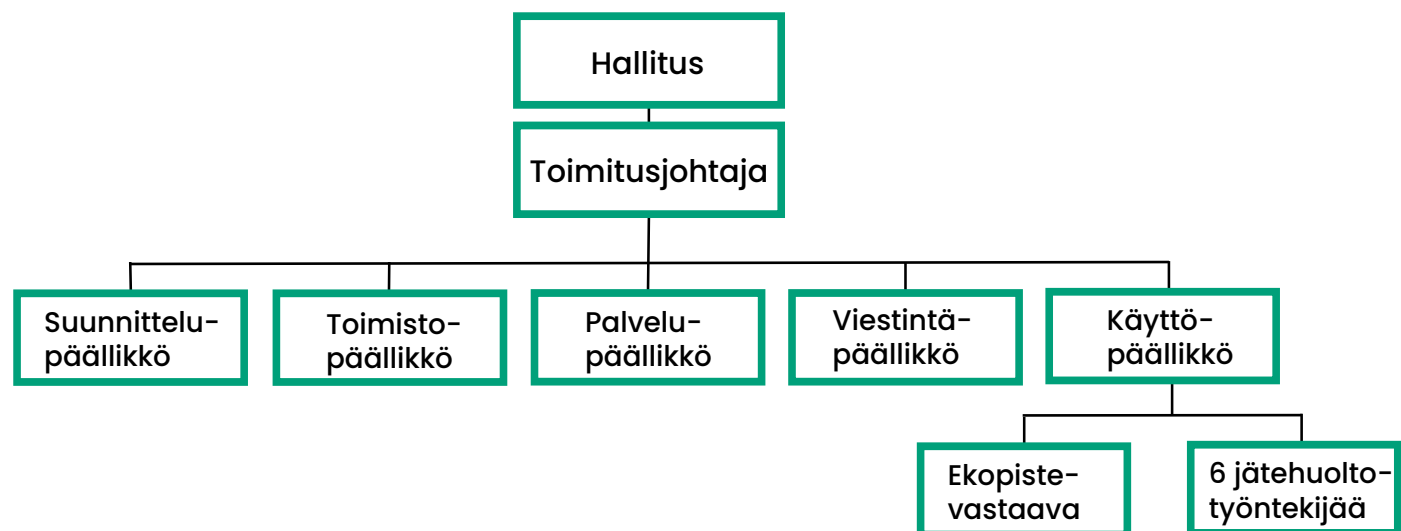 Hallitus
Toimitusjohtaja
Suunnittelu-
päällikkö
Toimisto-
päällikkö
Palvelu-
päällikkö
Viestintä-
päällikkö
Käyttö-
päällikkö
Ekopiste-
vastaava
6 jätehuolto-
työntekijää